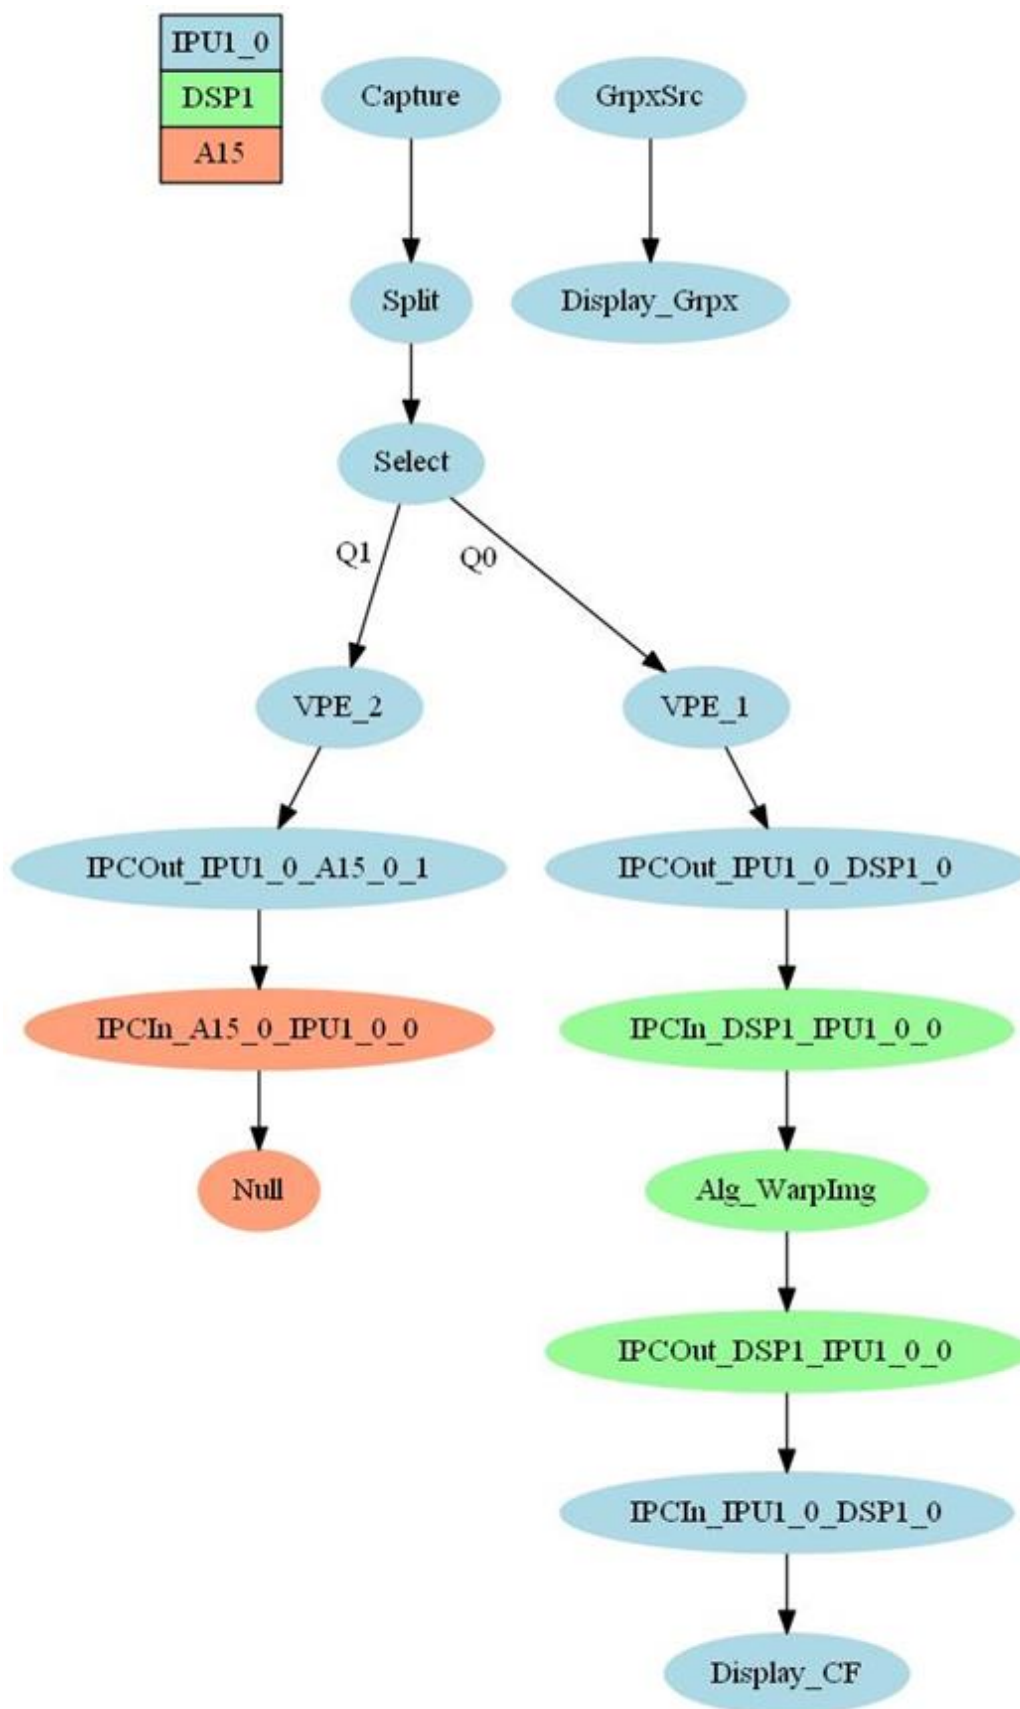 IPU1_0
DSP1
A15
Capture
GrpxSrc
Split
Display_Grpx
Select
Q1
Q0
VPE_2
VPE_1
IPCOut_IPU1_0_A15_0_1
IPCOut_IPU1_0_DSP1_0
IPCIn_A15_0_IPU1_0_0
IPCIn_DSP1_IPU1_0_0
Null
Alg_WarpImg
IPCOut_DSP1_IPU1_0_0
IPCIn_IPU1_0_DSP1_0
Display_CF